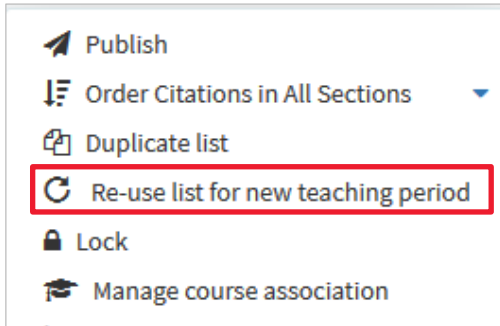 Publish
Order Citations in All Sections
Duplicate list
Re-use list for new teaching period
Lock
Manage course association